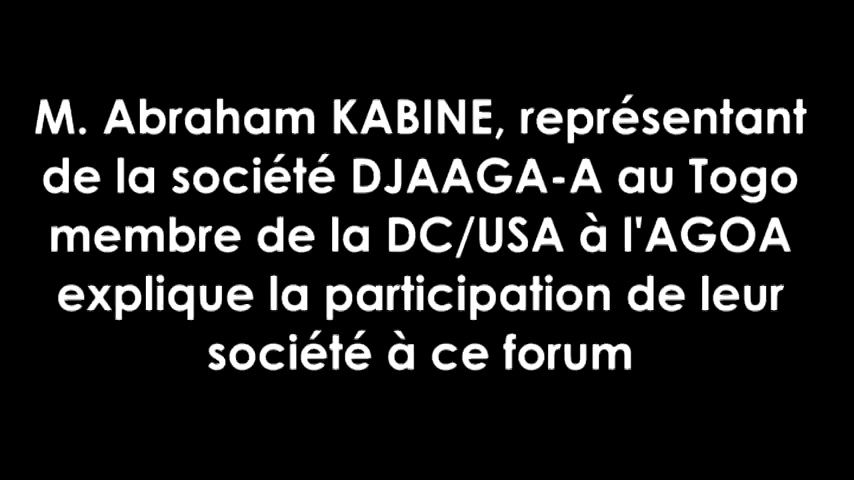 M. Abraham KABINE, représentant
de la société DJAAGA-A au Togo
membre de la DC/USA à l'AGOA
explique la participation de leur
société à ce forum